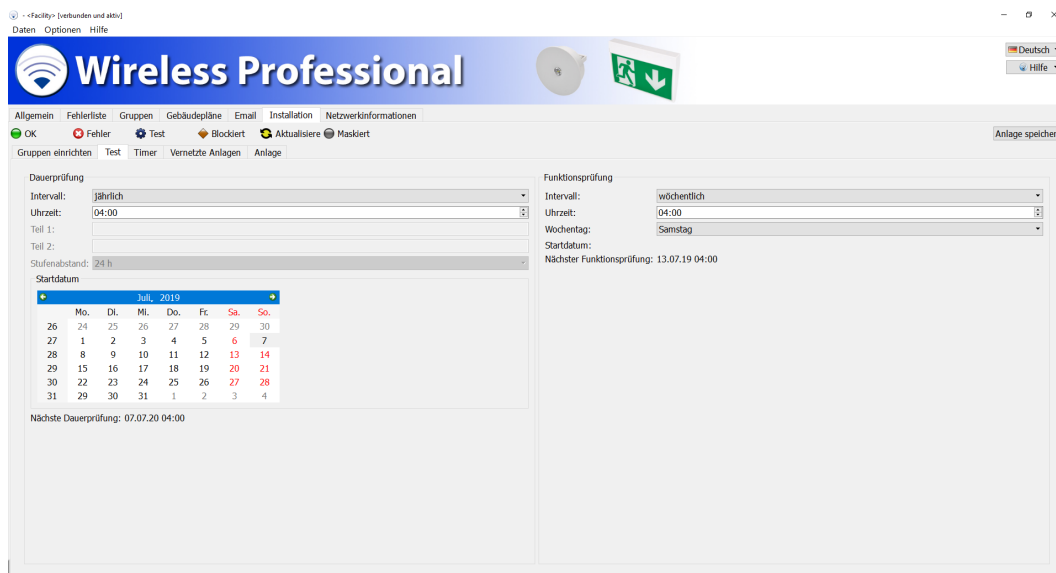 - <Facility> [verbunden und aktiv]
Daten Optionen Hilfe
Wireless Professional
Deutsch
Hilfe
Allgemein Fehlerliste Gruppen Gebäudepläne Email Installation Netzwerkinformationen
OK Fehler Test Blockiert Aktualisiere Maskiert Anlage speicher
Gruppen einrichten Test Timer Vernetzte Anlagen Anlage
Dauerprüfung
Intervall: jährlich
Uhrzeit: 04:00
Teil 1:
Teil 2:
Stufenabstand: 24 h
Startdatum
Juli, 2019
Mo. Di. Mi. Do. Fr. Sa. So.
26 24 25 26 27 28 29 30
27 1 2 3 4 5 6 7
28 8 9 10 11 12 13 14
29 15 16 17 18 19 20 21
30 22 23 24 25 26 27 28
31 29 30 31 1 2 3 4
Nächste Dauerprüfung: 07.07.20 04:00
Funktionsprüfung
Intervall: wöchentlich
Uhrzeit: 04:00
Wochentag: Samstag
Startdatum:
Nächster Funktionsprüfung: 13.07.19 04:00